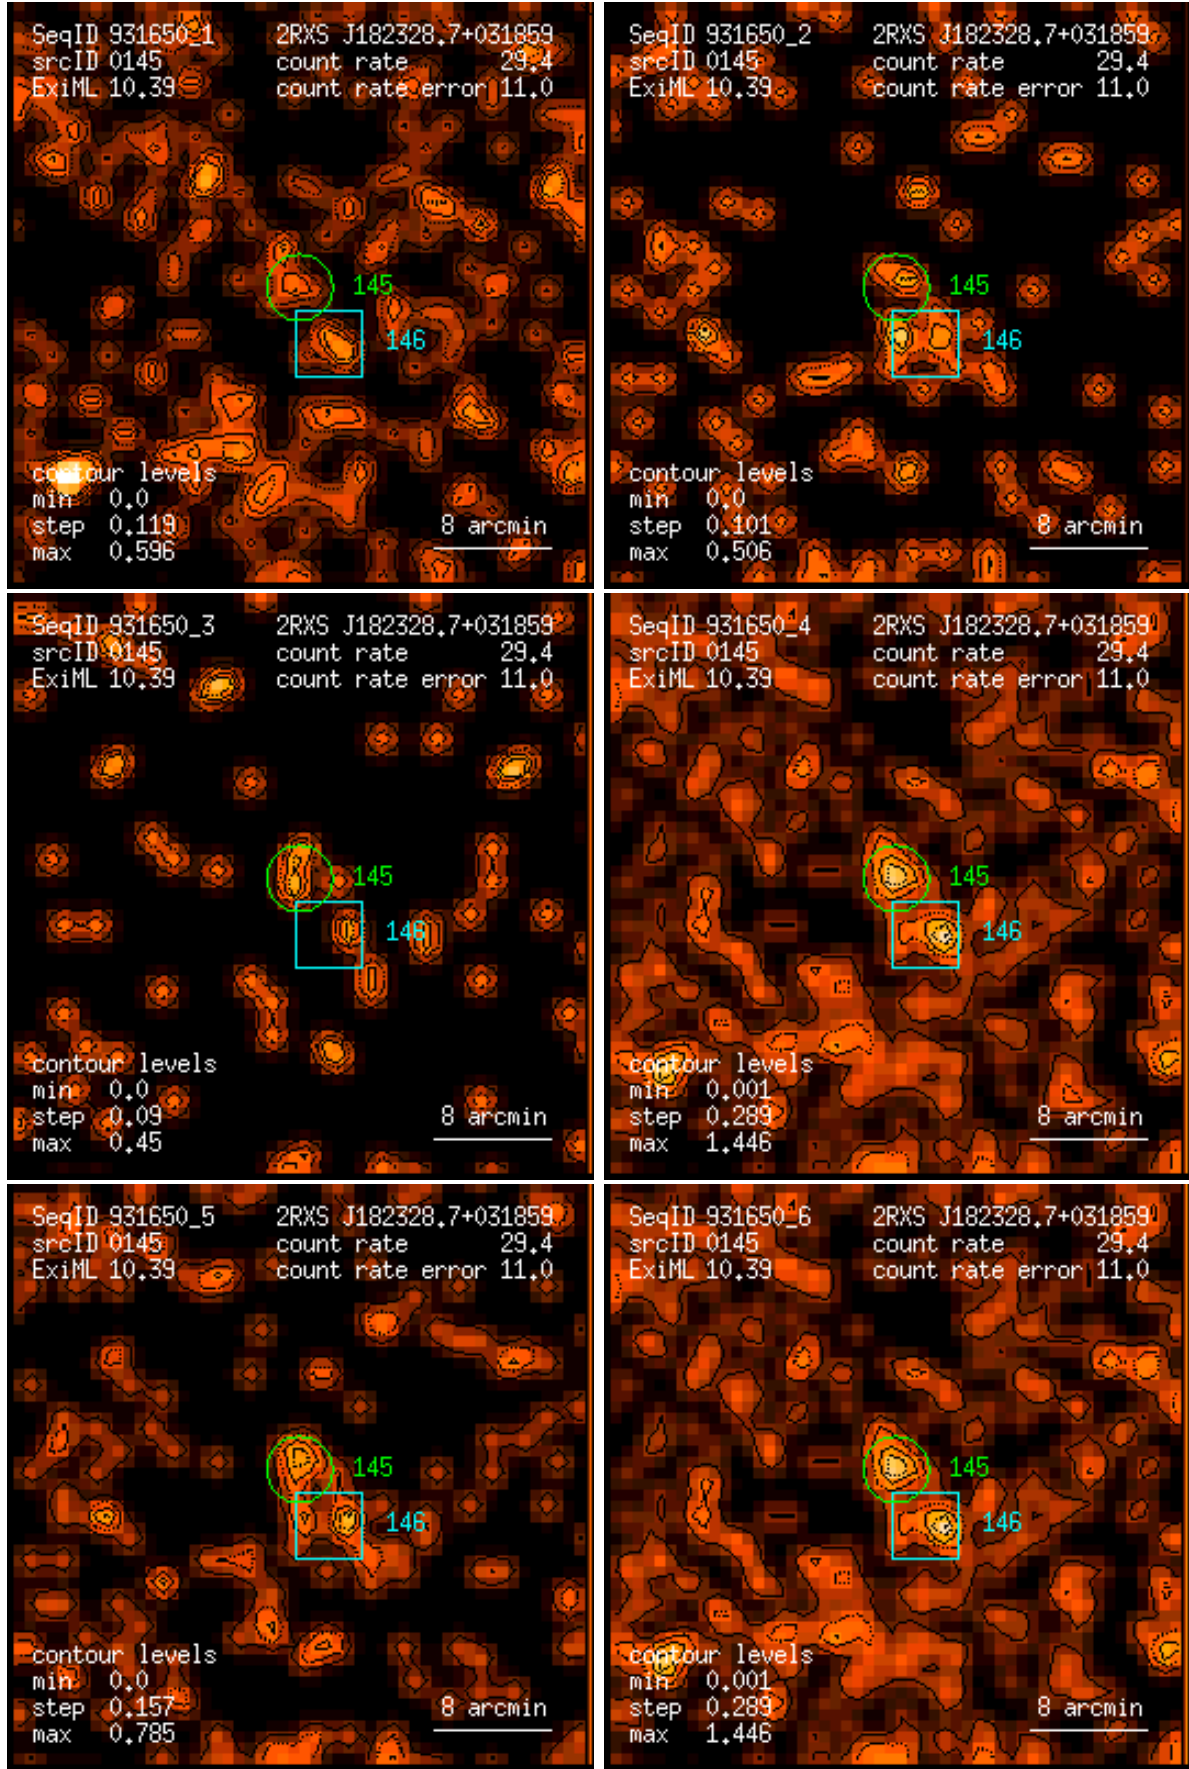 SeqID 931650_1 2RXS J182328.7+031859
srcID 0145 count rate 29.4
ExiML 10.39 count rate error 11.0
145
146
contour levels
min 0.0
step 0.119 8 arcmin
max 0.596
SeqID 931650_2 2RXS J182328.7+031859
srcID 0145 count rate 29.4
ExiML 10.39 count rate error 11.0
145
146
contour levels
min 0.0
step 0.101 8 arcmin
max 0.506
SeqID 931650_3 2RXS J182328.7+031859
srcID 0145 count rate 29.4
ExiML 10.39 count rate error 11.0
145
146
contour levels
min 0.0
step 0.09 8 arcmin
max 0.45
SeqID 931650_4 2RXS J182328.7+031859
srcID 0145 count rate 29.4
ExiML 10.39 count rate error 11.0
145
146
contour levels
min 0.001
step 0.289 8 arcmin
max 1.446
SeqID 931650_5 2RXS J182328.7+031859
srcID 0145 count rate 29.4
ExiML 10.39 count rate error 11.0
145
146
contour levels
min 0.0
step 0.157 8 arcmin
max 0.785
SeqID 931650_6 2RXS J182328.7+031859
srcID 0145 count rate 29.4
ExiML 10.39 count rate error 11.0
145
146
contour levels
min 0.001
step 0.289 8 arcmin
max 1.446